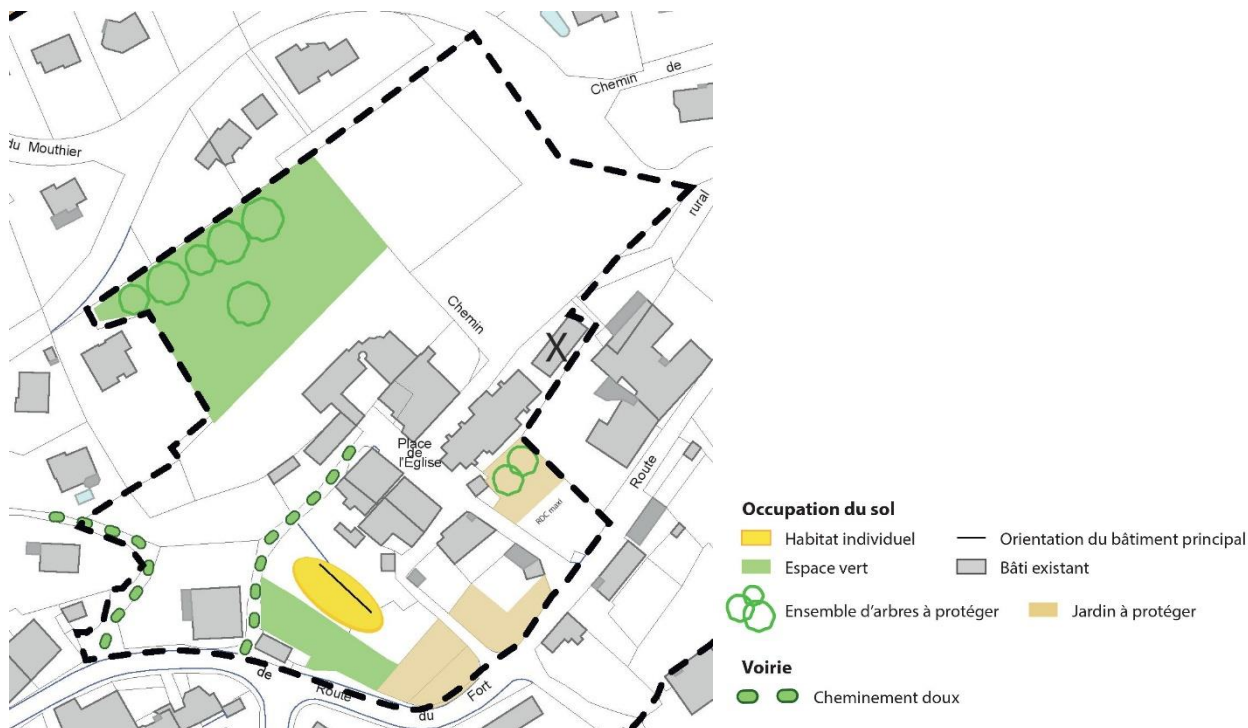 Chemin de
du Mouthier
rural
Chemin
Place
de
l'Eglise
Route
RDC maxi
de
Route
du
Fort
X
Occupation du sol
Habitat individuel
Orientation du bâtiment principal
Espace vert
Bâti existant
Ensemble d'arbres à protéger
Jardin à protéger
Voirie
Cheminement doux